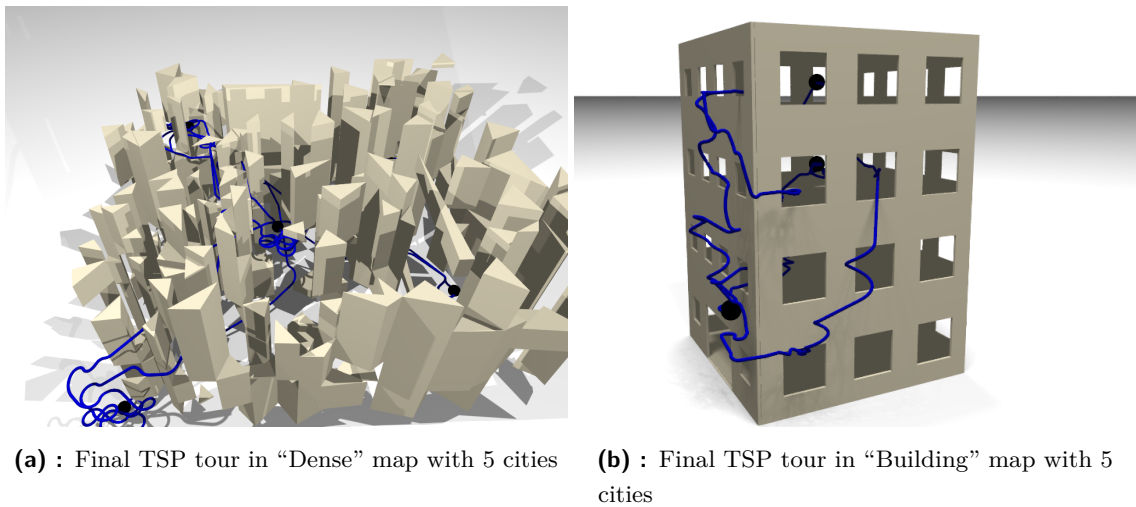 (a) : Final TSP tour in “Dense” map with 5 cities
(b) : Final TSP tour in “Building” map with 5
cities